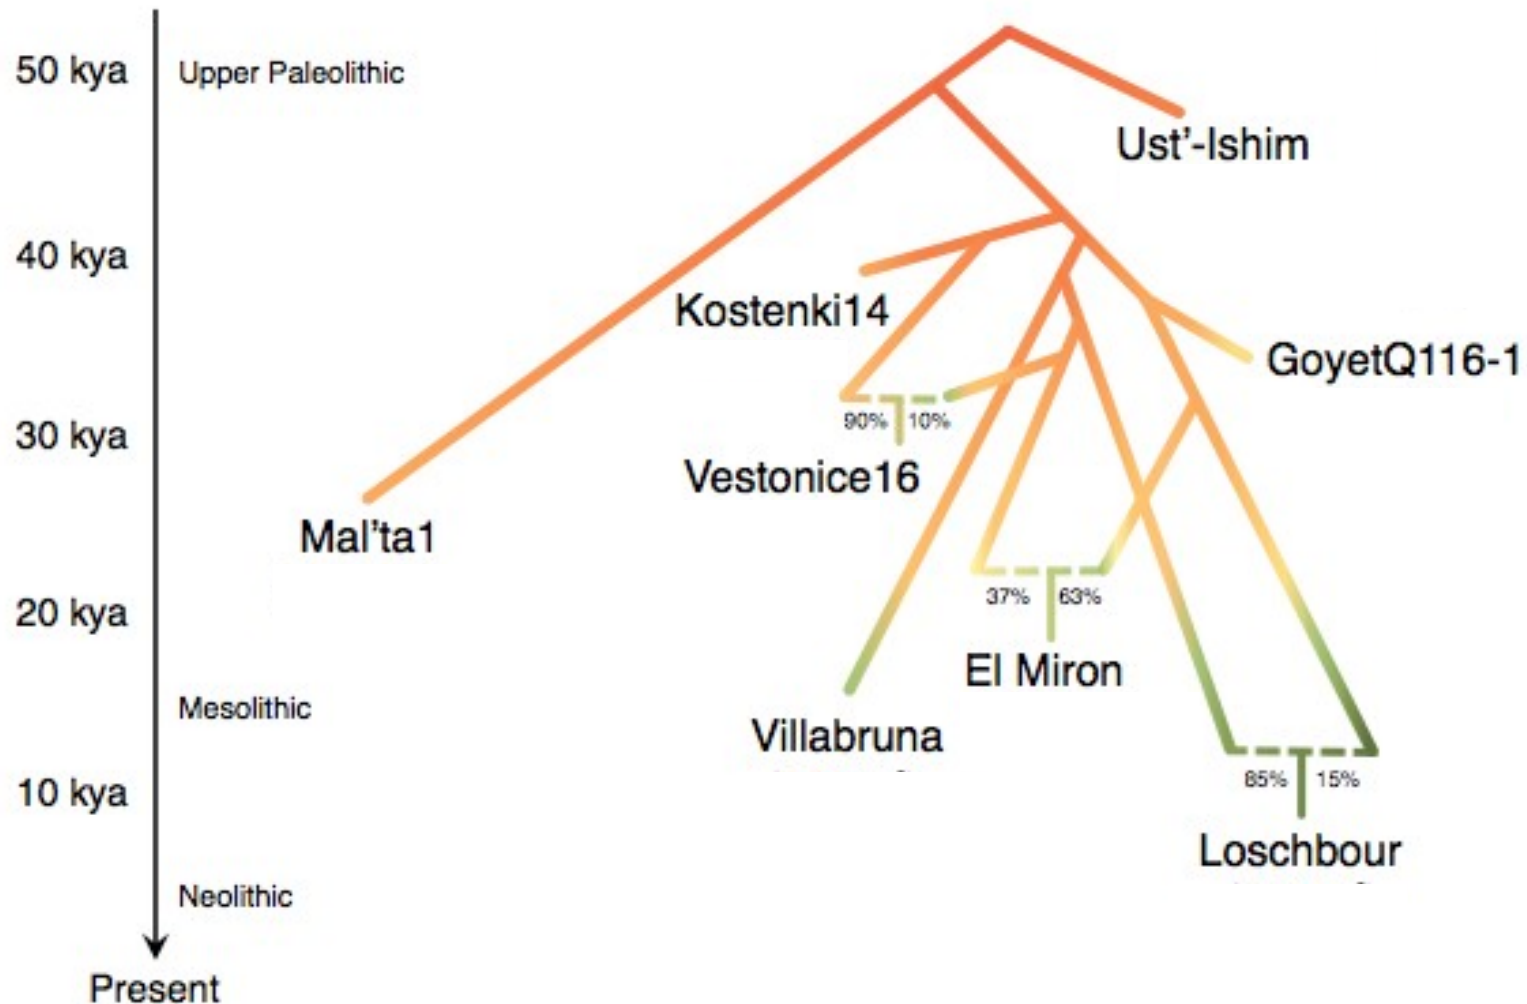 50 kya
Upper Paleolithic
Ust’-Ishim
40 kya
Kostenki14
GoyetQ116-1
90% 10%
30 kya
Vestonice16
Mal’ta1
37% 63%
20 kya
El Miron
Mesolithic
Villabruna
85% 15%
10 kya
Loschbour
Neolithic
Present